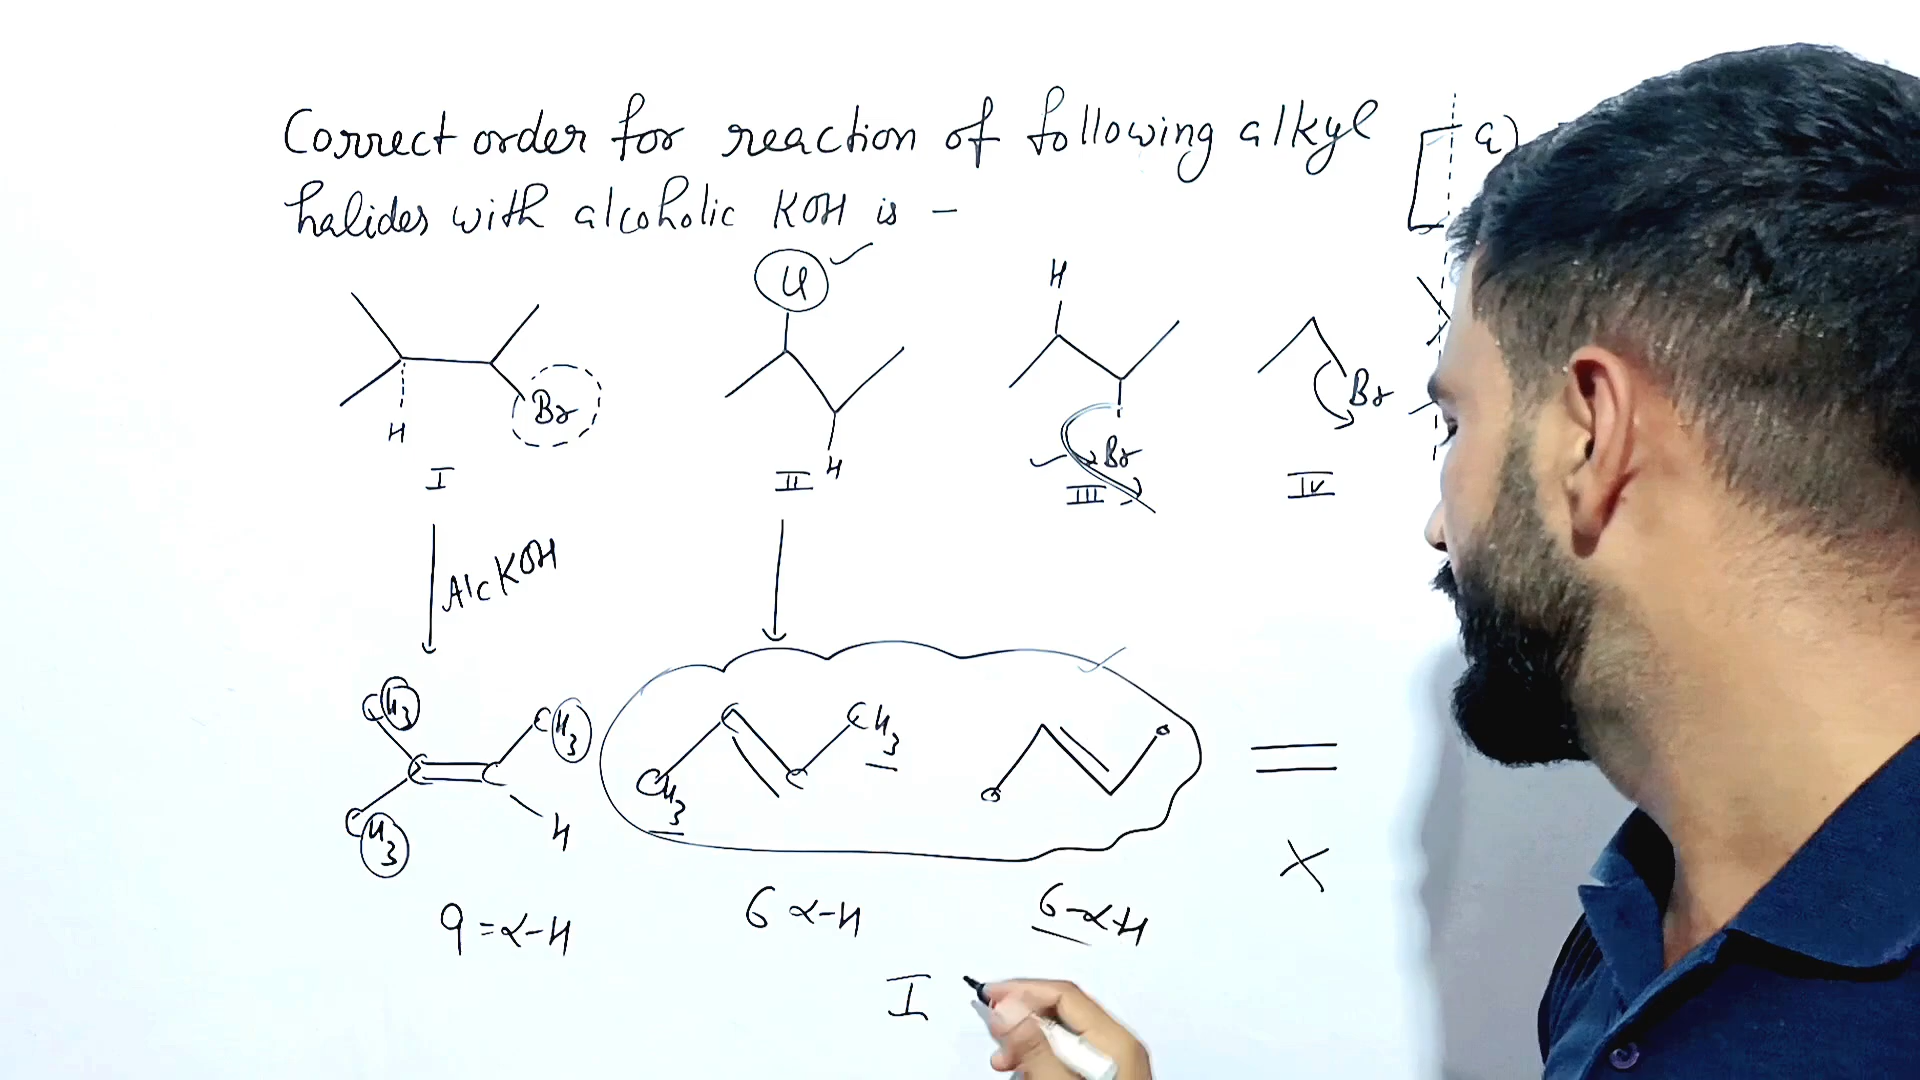 Correct order for reaction of following alkyl
halides with alcoholic KOH is -
a)
Cl
H
Br
H
I
II
H
Br
III
Br
IV
Alc KOH
CH3
CH3
CH3
H
CH3
CH3
9 = α-H
6 α-H
6-α-H
I